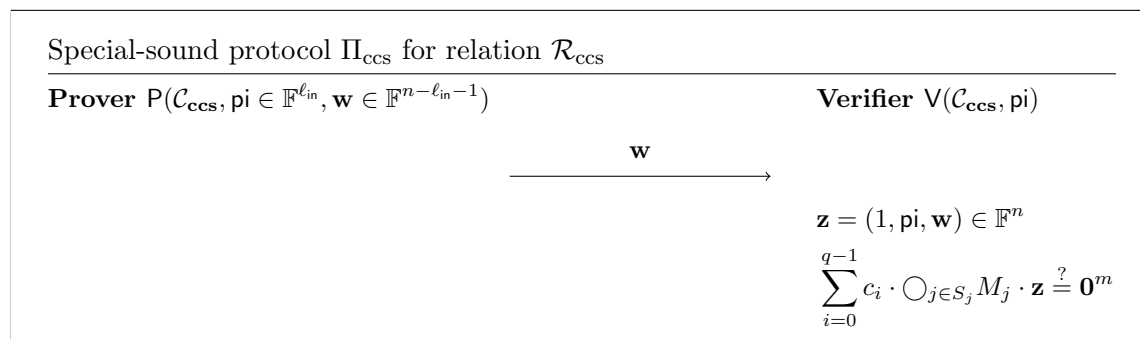 Special-sound protocol Π_ccs for relation 𝓡_ccs
Prover P(𝒞_ccs, pi ∈ 𝔽^{ℓ_in}, w ∈ 𝔽^{n−ℓ_in−1}) Verifier V(𝒞_ccs, pi)
w
z = (1, pi, w) ∈ 𝔽^n
∑_{i=0}^{q−1} c_i · ◯_{j∈S_j} M_j · z ≟ 0^m